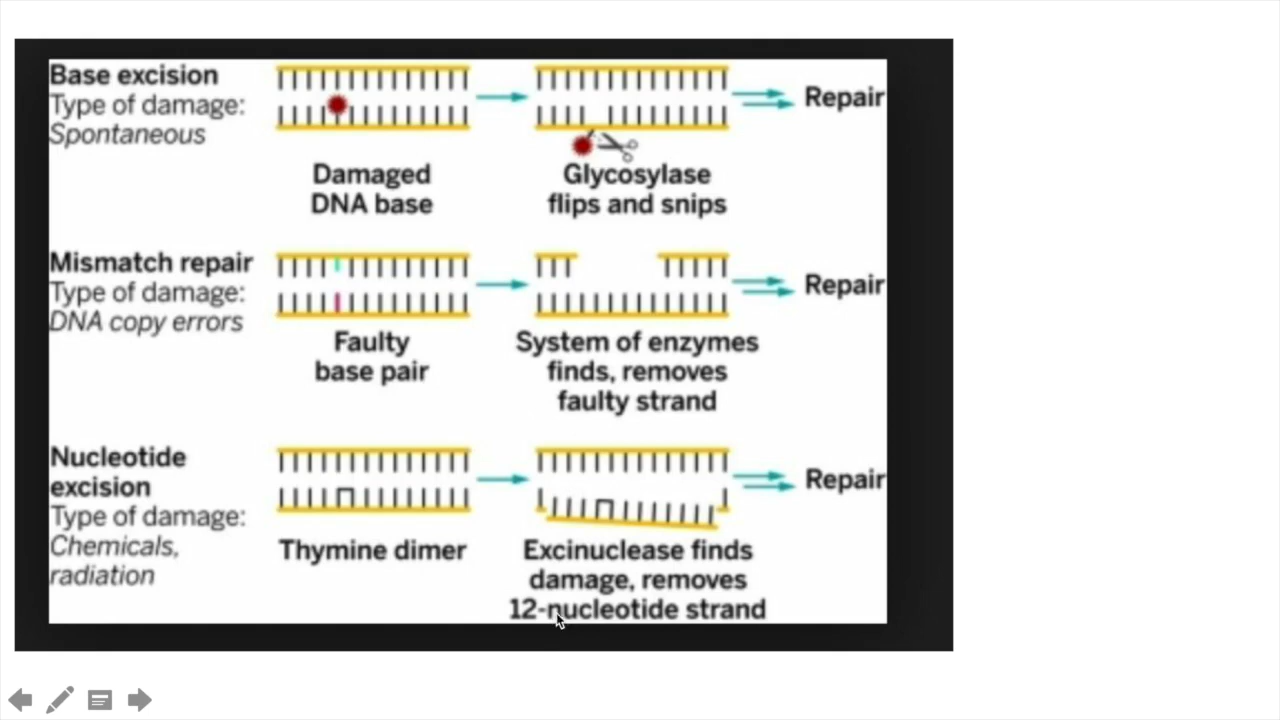 Base excision
Type of damage:
Spontaneous
Damaged
DNA base
Glycosylase
flips and snips
Repair
Mismatch repair
Type of damage:
DNA copy errors
Faulty
base pair
System of enzymes
finds, removes
faulty strand
Repair
Nucleotide
excision
Type of damage:
Chemicals,
radiation
Thymine dimer
Excinuclease finds
damage, removes
12-nucleotide strand
Repair